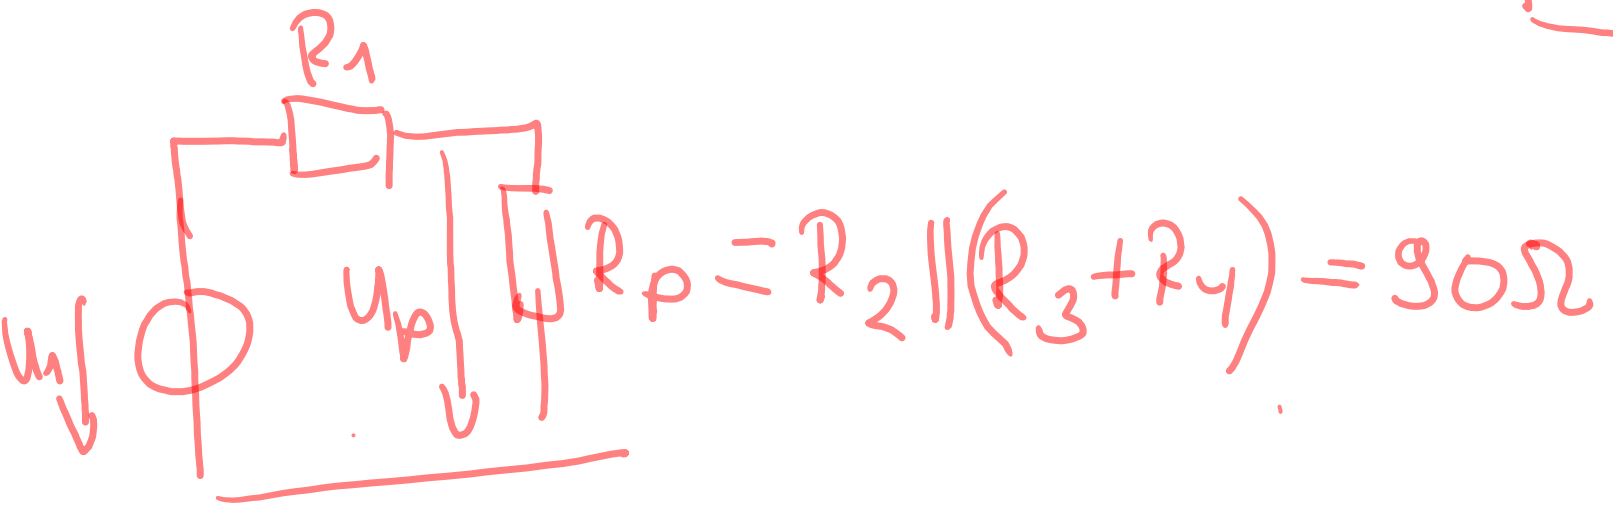 R1
U1
Up
Rp = R2 || (R3 + R4) = 90Ω